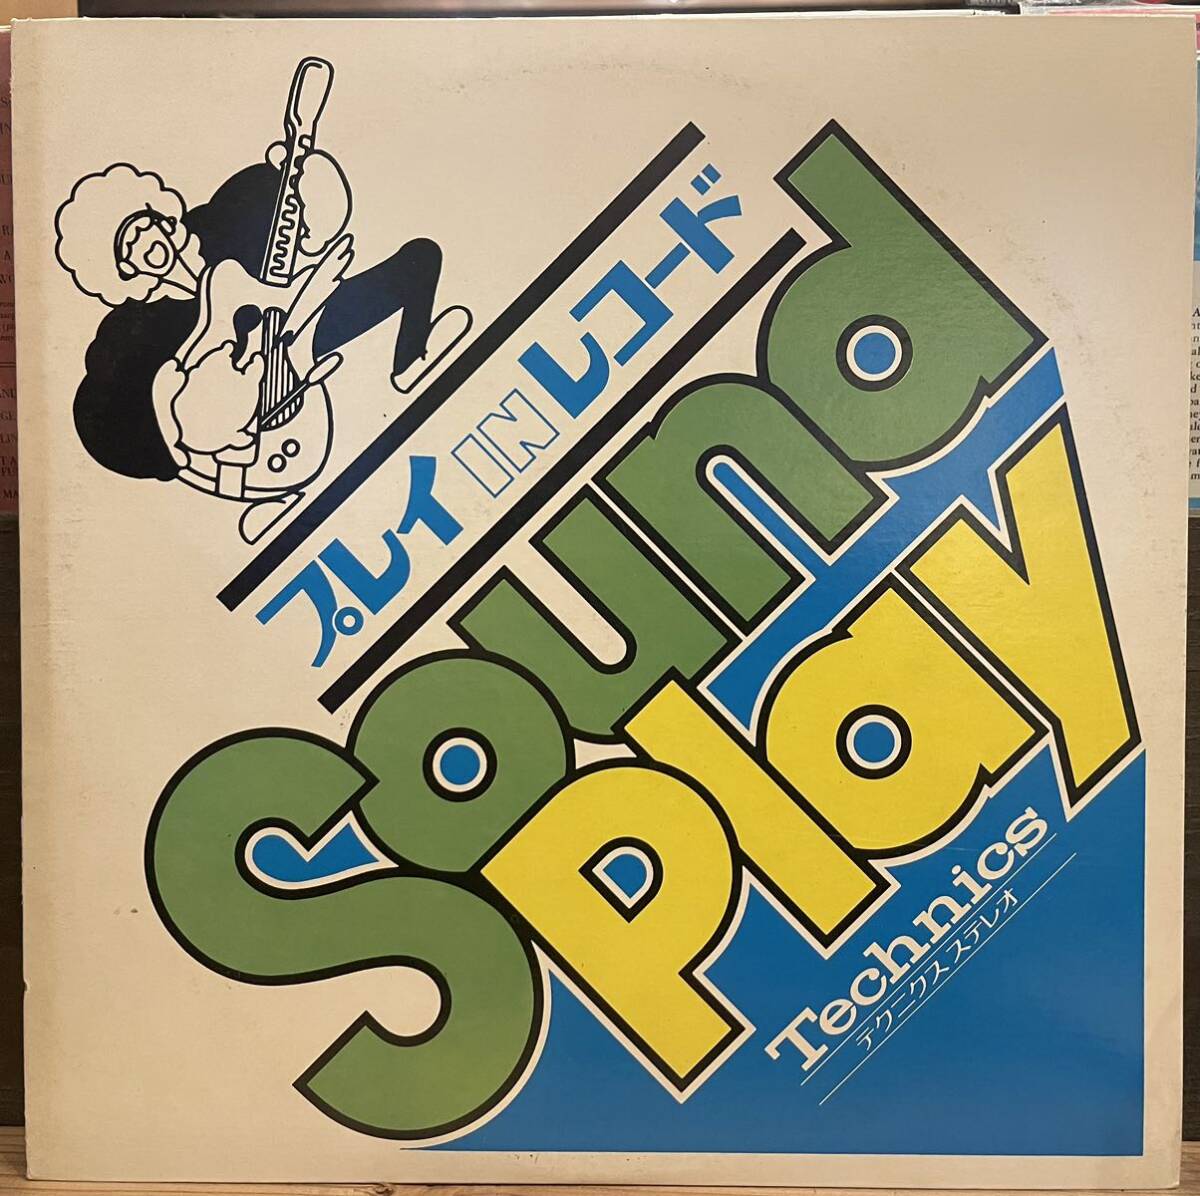 プレイ IN レコード
Sound
Play
Technics
テクニクス ステレオ